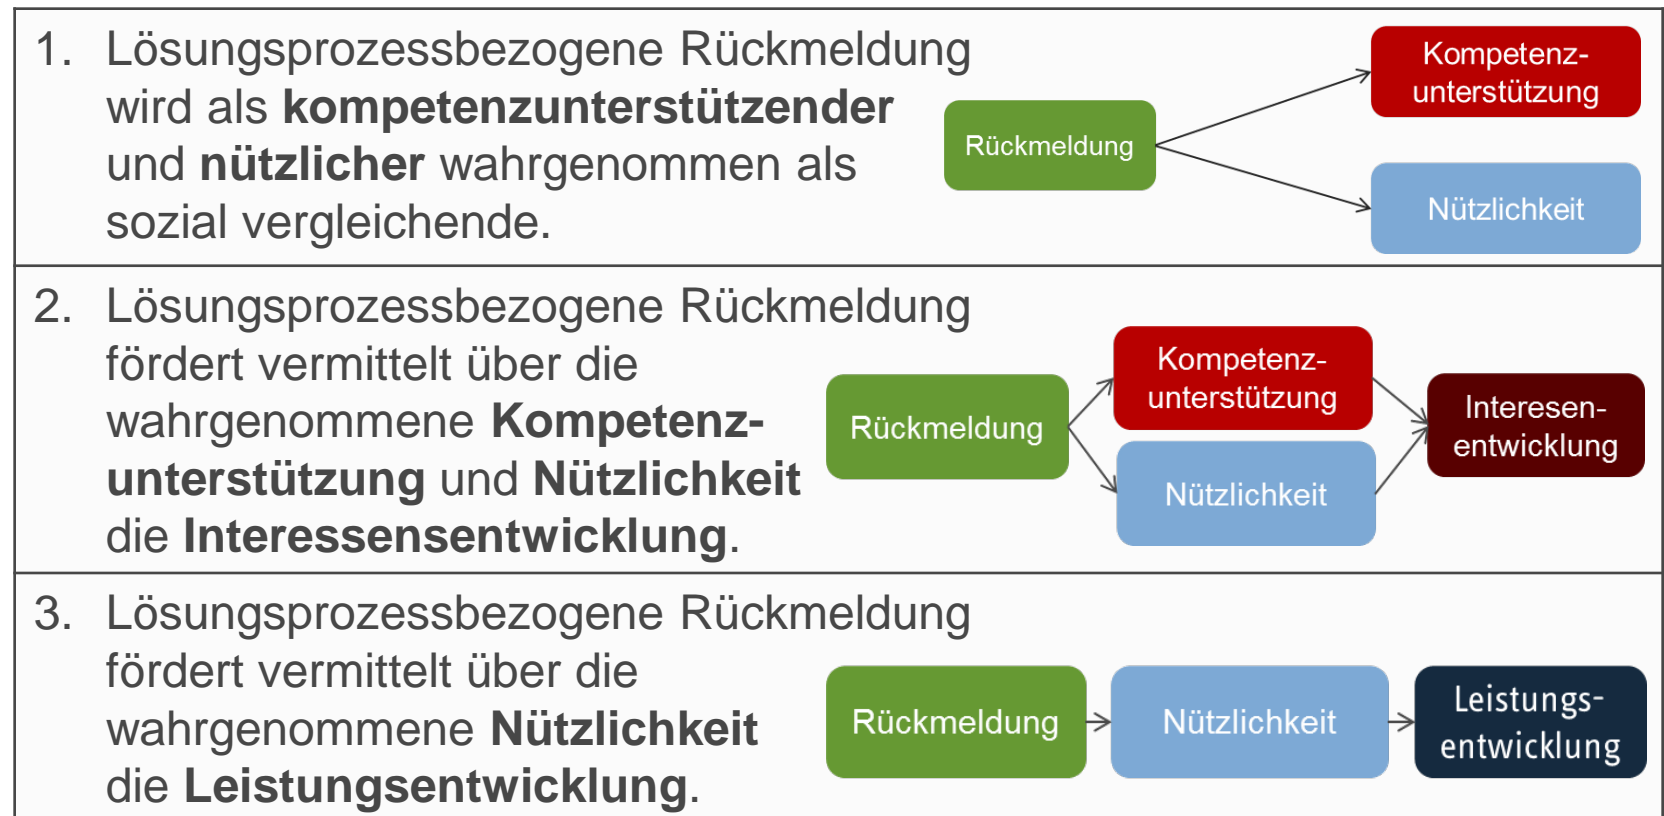 1. Lösungsprozessbezogene Rückmeldung
wird als kompetenzunterstützender
und nützlicher wahrgenommen als
sozial vergleichende.
Rückmeldung
Kompetenz-
unterstützung
Nützlichkeit
2. Lösungsprozessbezogene Rückmeldung
fördert vermittelt über die
wahrgenommene Kompetenz-
unterstützung und Nützlichkeit
die Interessensentwicklung.
Rückmeldung
Kompetenz-
unterstützung
Nützlichkeit
Interesen-
entwicklung
3. Lösungsprozessbezogene Rückmeldung
fördert vermittelt über die
wahrgenommene Nützlichkeit
die Leistungsentwicklung.
Rückmeldung
Nützlichkeit
Leistungs-
entwicklung